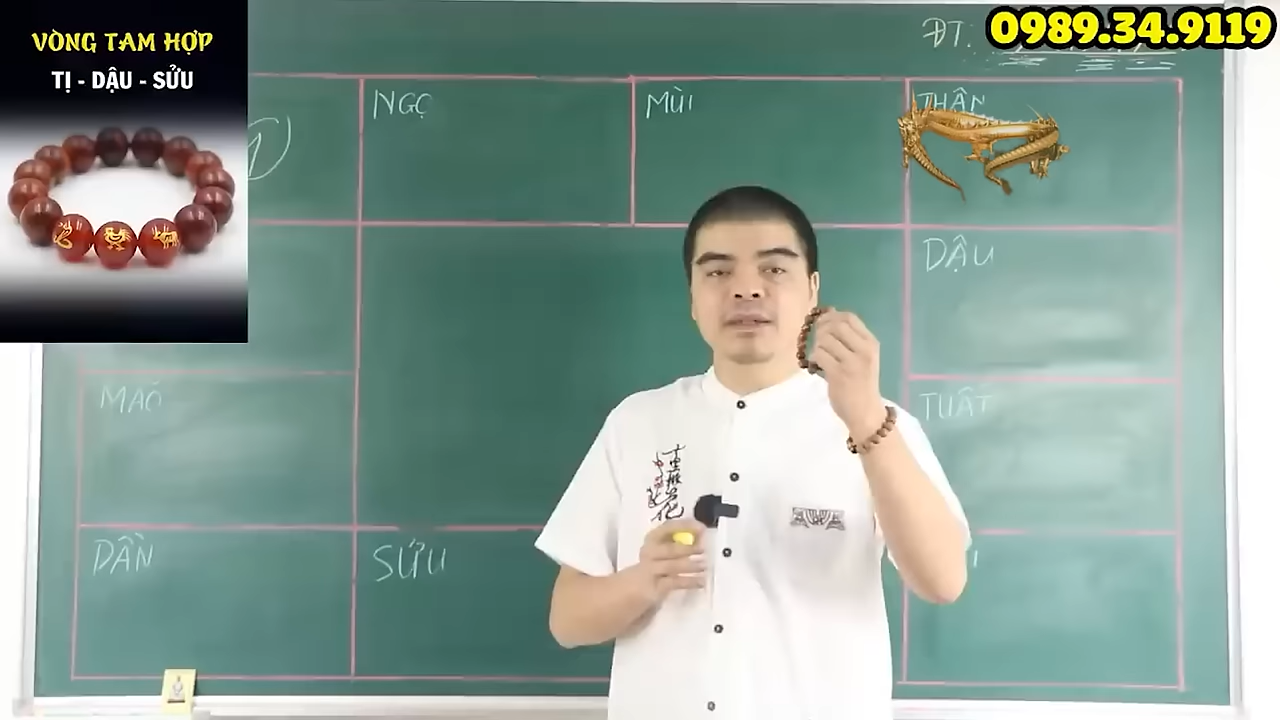 VÒNG TAM HỢP
TỊ - DẬU - SỬU
ĐT:
0989.34.9119
NGỌ
MÙI
THÂN
DẬU
MÃO
TUẤT
DẦN
SỬU